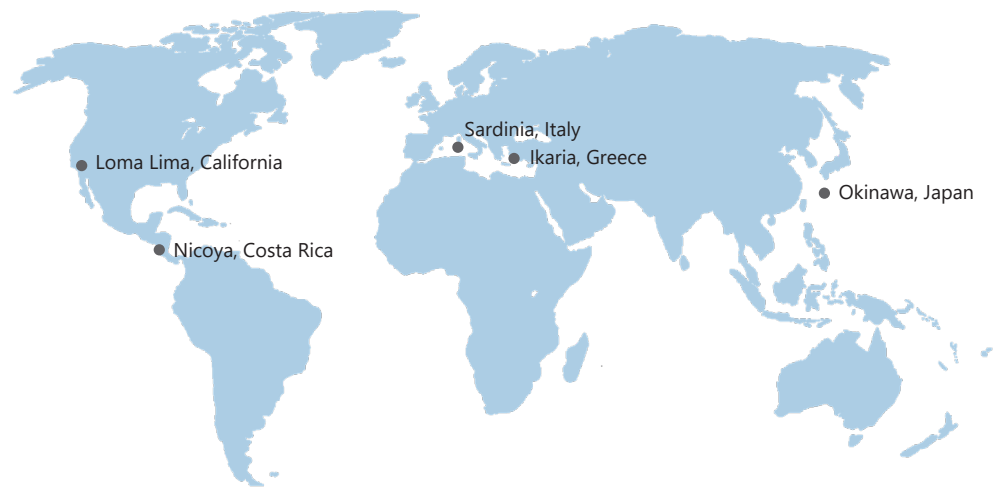 Sardinia, Italy
Ikaria, Greece
Loma Lima, California
Okinawa, Japan
Nicoya, Costa Rica